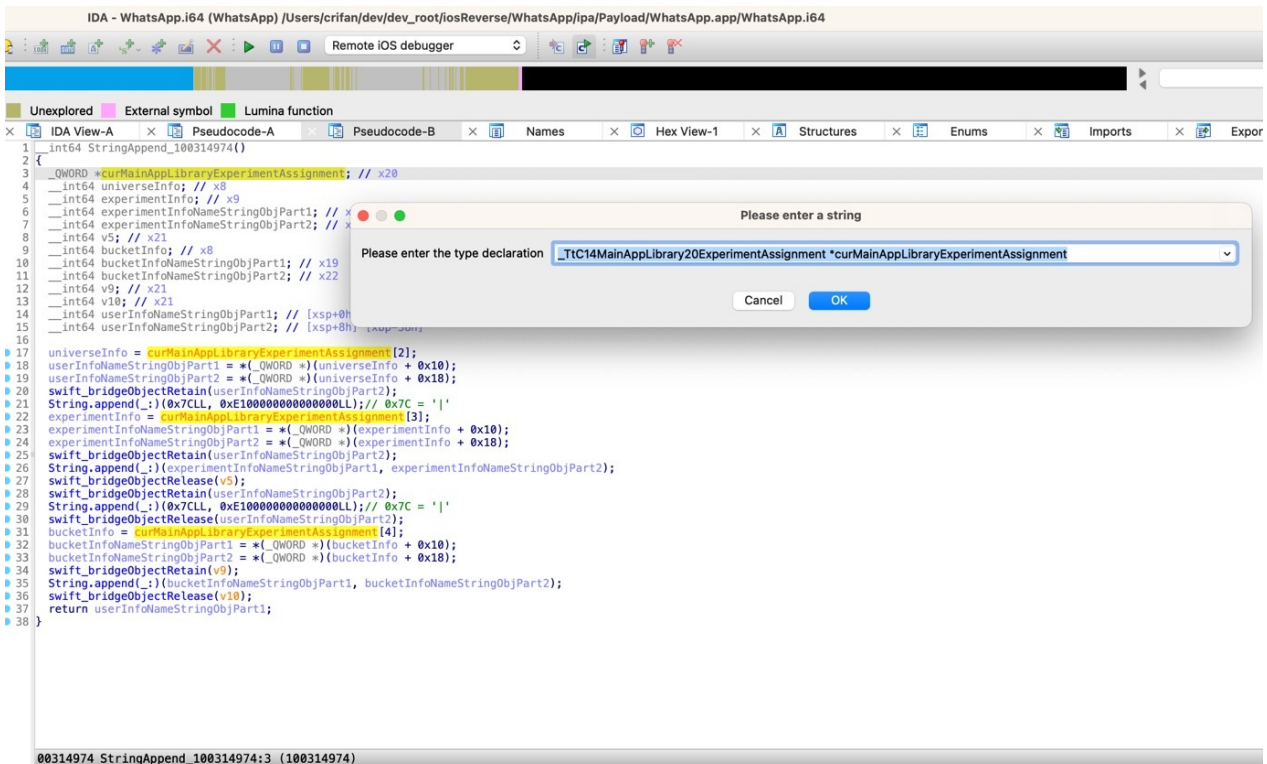 IDA - WhatsApp.i64 (WhatsApp) /Users/crifan/dev/dev_root/iosReverse/WhatsApp/ipa/Payload/WhatsApp.app/WhatsApp.i64
Remote iOS debugger
Unexplored External symbol Lumina function
IDA View-A Pseudocode-A Pseudocode-B Names Hex View-1 Structures Enums Imports Expor
1 __int64 StringAppend_100314974()
2 {
3 _QWORD *curMainAppLibraryExperimentAssignment; // x20
4 __int64 universeInfo; // x8
5 __int64 experimentInfo; // x9
6 __int64 experimentInfoNameStringObjPart1; // x
7 __int64 experimentInfoNameStringObjPart2; // x
8 __int64 v5; // x21
9 __int64 bucketInfo; // x8
10 __int64 bucketInfoNameStringObjPart1; // x19
11 __int64 bucketInfoNameStringObjPart2; // x22
12 __int64 v9; // x21
13 __int64 v10; // x21
14 __int64 userInfoNameStringObjPart1; // [xsp+0h
15 __int64 userInfoNameStringObjPart2; // [xsp+8h]
16
17 universeInfo = curMainAppLibraryExperimentAssignment[2];
18 userInfoNameStringObjPart1 = *(_QWORD *)(universeInfo + 0x10);
19 userInfoNameStringObjPart2 = *(_QWORD *)(universeInfo + 0x18);
20 swift_bridgeObjectRetain(userInfoNameStringObjPart2);
21 String.append(_:)(0x7CLL, 0xE100000000000000LL);// 0x7C = '|'
22 experimentInfo = curMainAppLibraryExperimentAssignment[3];
23 experimentInfoNameStringObjPart1 = *(_QWORD *)(experimentInfo + 0x10);
24 experimentInfoNameStringObjPart2 = *(_QWORD *)(experimentInfo + 0x18);
25 swift_bridgeObjectRetain(userInfoNameStringObjPart2);
26 String.append(_:)(experimentInfoNameStringObjPart1, experimentInfoNameStringObjPart2);
27 swift_bridgeObjectRelease(v5);
28 swift_bridgeObjectRetain(userInfoNameStringObjPart2);
29 String.append(_:)(0x7CLL, 0xE100000000000000LL);// 0x7C = '|'
30 swift_bridgeObjectRelease(userInfoNameStringObjPart2);
31 bucketInfo = curMainAppLibraryExperimentAssignment[4];
32 bucketInfoNameStringObjPart1 = *(_QWORD *)(bucketInfo + 0x10);
33 bucketInfoNameStringObjPart2 = *(_QWORD *)(bucketInfo + 0x18);
34 swift_bridgeObjectRetain(v9);
35 String.append(_:)(bucketInfoNameStringObjPart1, bucketInfoNameStringObjPart2);
36 swift_bridgeObjectRelease(v10);
37 return userInfoNameStringObjPart1;
38 }
Please enter a string
Please enter the type declaration _TtC14MainAppLibrary20ExperimentAssignment *curMainAppLibraryExperimentAssignment
Cancel OK
00314974 StringAppend_100314974:3 (100314974)